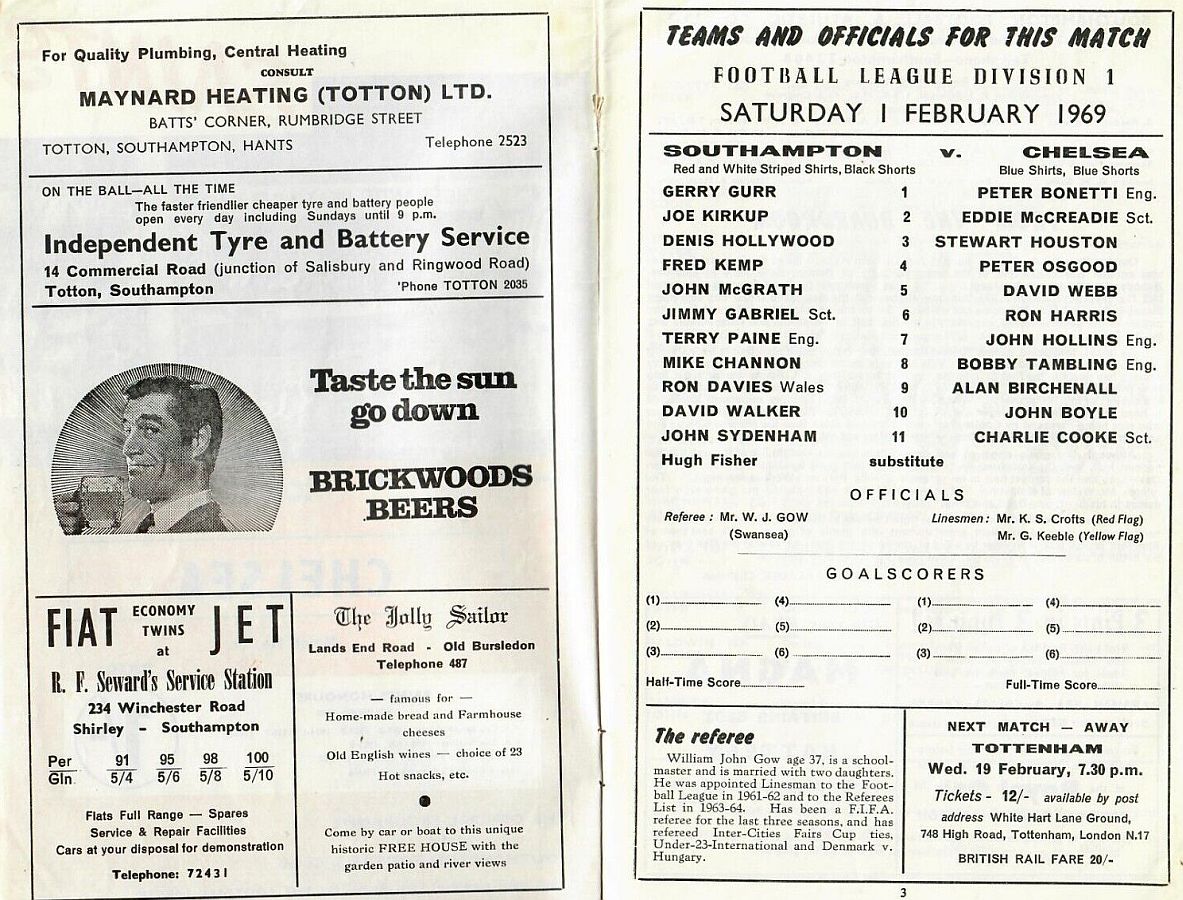 For Quality Plumbing, Central Heating
CONSULT
MAYNARD HEATING (TOTTON) LTD.
BATTS' CORNER, RUMBRIDGE STREET
TOTTON, SOUTHAMPTON, HANTS Telephone 2523
ON THE BALL—ALL THE TIME
The faster friendlier cheaper tyre and battery people
open every day including Sundays until 9 p.m.
Independent Tyre and Battery Service
14 Commercial Road (junction of Salisbury and Ringwood Road)
Totton, Southampton 'Phone TOTTON 2035
Taste the sun
go down
BRICKWOODS
BEERS
FIAT ECONOMY TWINS JET
at
R. F. Seward's Service Station
234 Winchester Road
Shirley - Southampton
Per 91 95 98 100
Gln. 5/4 5/6 5/8 5/10
Fiats Full Range — Spares
Service & Repair Facilities
Cars at your disposal for demonstration
Telephone: 72431
The Jolly Sailor
Lands End Road - Old Bursledon
Telephone 487
— famous for —
Home-made bread and Farmhouse
cheeses
Old English wines — choice of 23
Hot snacks, etc.
Come by car or boat to this unique
historic FREE HOUSE with the
garden patio and river views
TEAMS AND OFFICIALS FOR THIS MATCH
FOOTBALL LEAGUE DIVISION 1
SATURDAY 1 FEBRUARY 1969
SOUTHAMPTON v. CHELSEA
Red and White Striped Shirts, Black Shorts Blue Shirts, Blue Shorts
GERRY GURR 1 PETER BONETTI Eng.
JOE KIRKUP 2 EDDIE McCREADIE Sct.
DENIS HOLLYWOOD 3 STEWART HOUSTON
FRED KEMP 4 PETER OSGOOD
JOHN McGRATH 5 DAVID WEBB
JIMMY GABRIEL Sct. 6 RON HARRIS
TERRY PAINE Eng. 7 JOHN HOLLINS Eng.
MIKE CHANNON 8 BOBBY TAMBLING Eng.
RON DAVIES Wales 9 ALAN BIRCHENALL
DAVID WALKER 10 JOHN BOYLE
JOHN SYDENHAM 11 CHARLIE COOKE Sct.
Hugh Fisher substitute
OFFICIALS
Referee : Mr. W. J. GOW Linesmen : Mr. K. S. Crofts (Red Flag)
(Swansea) Mr. G. Keeble (Yellow Flag)
GOALSCORERS
(1) (4) (1) (4)
(2) (5) (2) (5)
(3) (6) (3) (6)
Half-Time Score Full-Time Score
The referee
William John Gow age 37, is a school-
master and is married with two daughters.
He was appointed Linesman to the Foot-
ball League in 1961-62 and to the Referees
List in 1963-64. Has been a F.I.F.A.
referee for the last three seasons, and has
refereed Inter-Cities Fairs Cup ties,
Under-23-International and Denmark v.
Hungary.
NEXT MATCH — AWAY
TOTTENHAM
Wed. 19 February, 7.30 p.m.
Tickets - 12/- available by post
address White Hart Lane Ground,
748 High Road, Tottenham, London N.17
BRITISH RAIL FARE 20/-
3